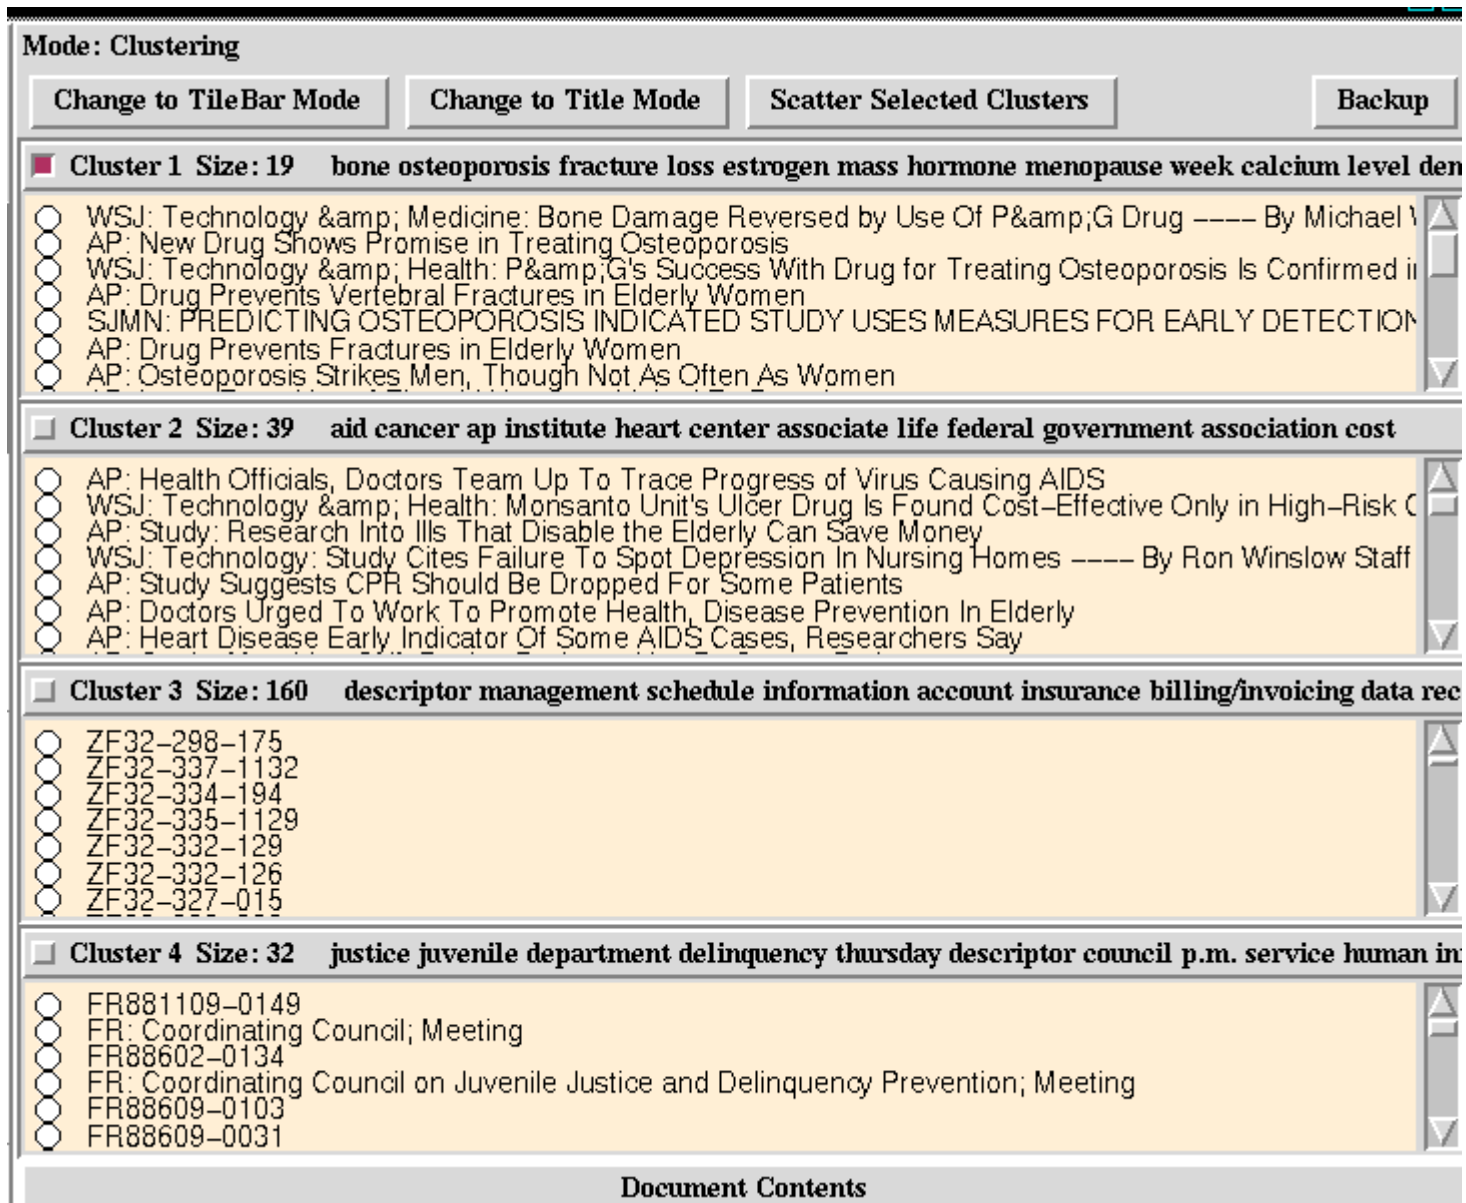 Mode: Clustering
Change to TileBar Mode Change to Title Mode Scatter Selected Clusters Backup
Cluster 1 Size: 19 bone osteoporosis fracture loss estrogen mass hormone menopause week calcium level den
WSJ: Technology &amp; Medicine: Bone Damage Reversed by Use Of P&amp;G Drug –––– By Michael
AP: New Drug Shows Promise in Treating Osteoporosis
WSJ: Technology &amp; Health: P&amp;G's Success With Drug for Treating Osteoporosis Is Confirmed i
AP: Drug Prevents Vertebral Fractures in Elderly Women
SJMN: PREDICTING OSTEOPOROSIS INDICATED STUDY USES MEASURES FOR EARLY DETECTION
AP: Drug Prevents Fractures in Elderly Women
AP: Osteoporosis Strikes Men, Though Not As Often As Women
Cluster 2 Size: 39 aid cancer ap institute heart center associate life federal government association cost
AP: Health Officials, Doctors Team Up To Trace Progress of Virus Causing AIDS
WSJ: Technology &amp; Health: Monsanto Unit's Ulcer Drug Is Found Cost–Effective Only in High–Risk
AP: Study: Research Into Ills That Disable the Elderly Can Save Money
WSJ: Technology: Study Cites Failure To Spot Depression In Nursing Homes –––– By Ron Winslow Staff
AP: Study Suggests CPR Should Be Dropped For Some Patients
AP: Doctors Urged To Work To Promote Health, Disease Prevention In Elderly
AP: Heart Disease Early Indicator Of Some AIDS Cases, Researchers Say
Cluster 3 Size: 160 descriptor management schedule information account insurance billing/invoicing data rec
ZF32–298–175
ZF32–337–1132
ZF32–334–194
ZF32–335–1129
ZF32–332–129
ZF32–332–126
ZF32–327–015
Cluster 4 Size: 32 justice juvenile department delinquency thursday descriptor council p.m. service human in
FR881109–0149
FR: Coordinating Council; Meeting
FR88602–0134
FR: Coordinating Council on Juvenile Justice and Delinquency Prevention; Meeting
FR88609–0103
FR88609–0031
Document Contents